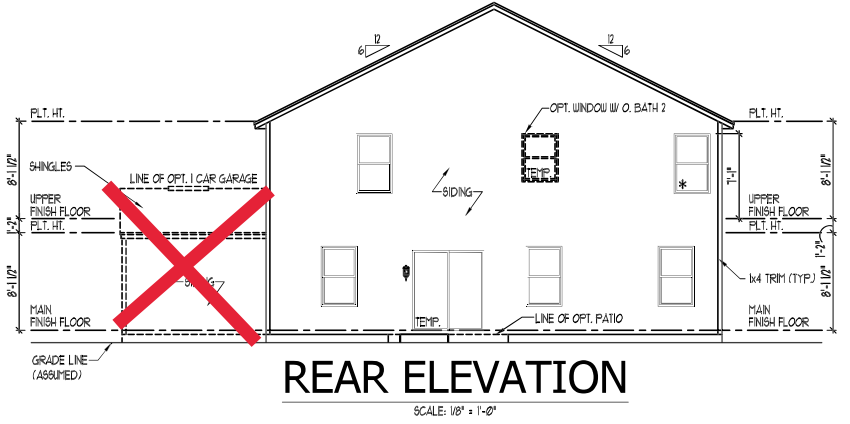 12
6
12
6
PLT. HT.
OPT. WINDOW W/ O. BATH 2
PLT. HT.
SHINGLES
LINE OF OPT. 1 CAR GARAGE
8'-1 1/2"
TEMP.
7'-1"
8'-1 1/2"
SIDING
*
UPPER
FINISH FLOOR
UPPER
FINISH FLOOR
1'-2"
PLT. HT.
PLT. HT.
1'-2"
8'-1 1/2"
1x4 TRIM (TYP.)
8'-1 1/2"
MAIN
FINISH FLOOR
TEMP.
LINE OF OPT. PATIO
MAIN
FINISH FLOOR
GRADE LINE
(ASSUMED)
REAR ELEVATION
SCALE: 1/8" = 1'-0"